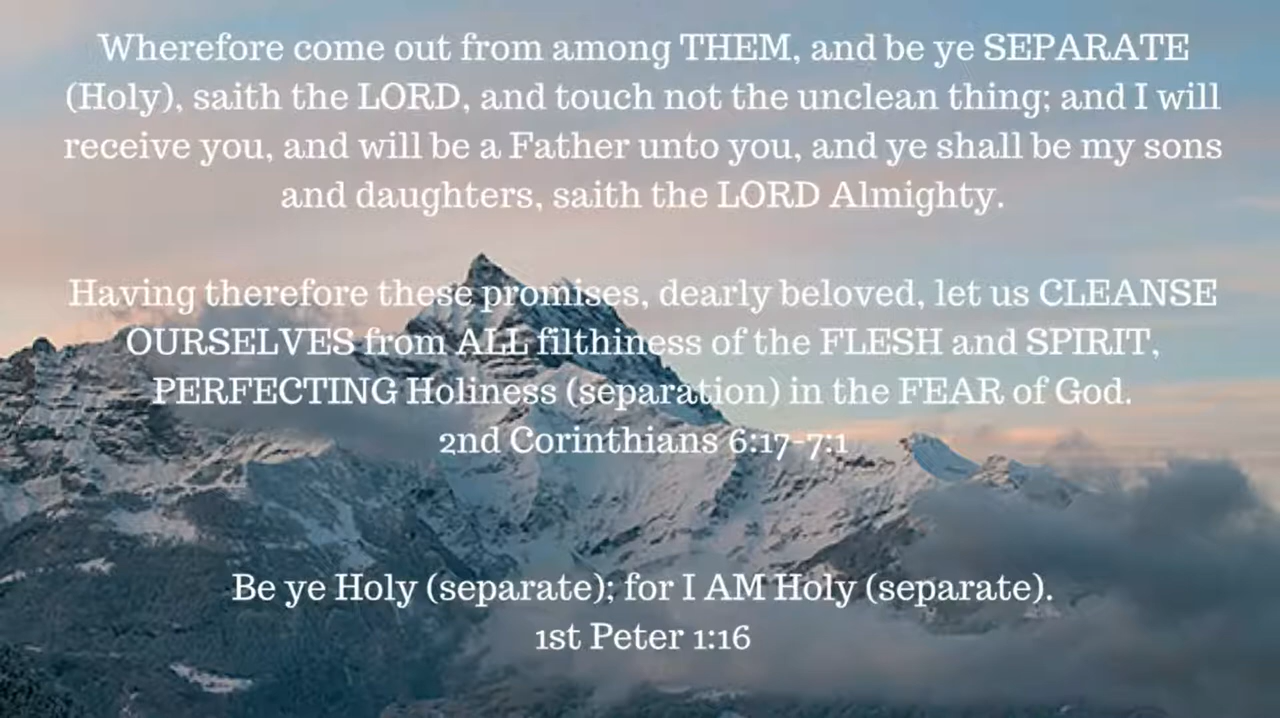 Wherefore come out from among THEM, and be ye SEPARATE
(Holy), saith the LORD, and touch not the unclean thing; and I will
receive you, and will be a Father unto you, and ye shall be my sons
and daughters, saith the LORD Almighty.
Having therefore these promises, dearly beloved, let us CLEANSE
OURSELVES from ALL filthiness of the FLESH and SPIRIT,
PERFECTING Holiness (separation) in the FEAR of God.
2nd Corinthians 6:17-7:1
Be ye Holy (separate); for I AM Holy (separate).
1st Peter 1:16